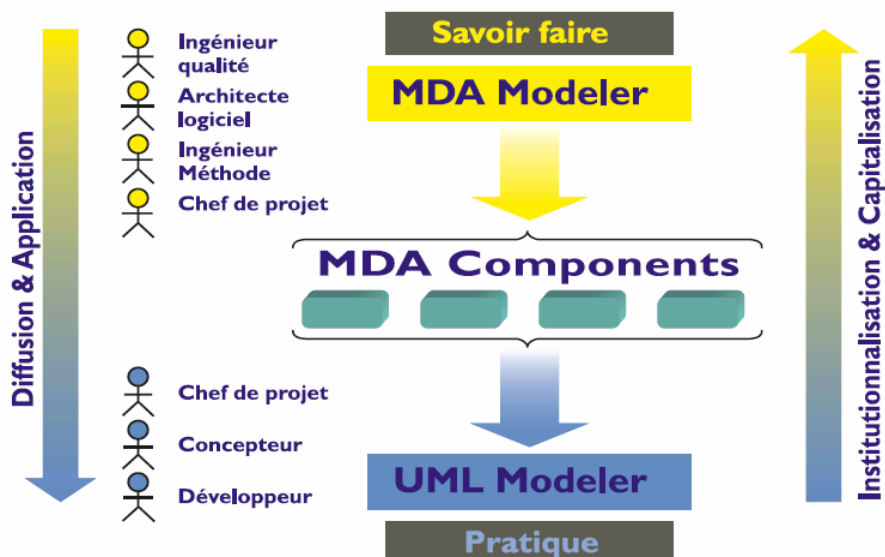 Savoir faire
MDA Modeler
Ingénieur
qualité
Architecte
logiciel
Ingénieur
Méthode
Chef de projet
Diffusion & Application
Institutionnalisation & Capitalisation
MDA Components
Chef de projet
Concepteur
Développeur
UML Modeler
Pratique